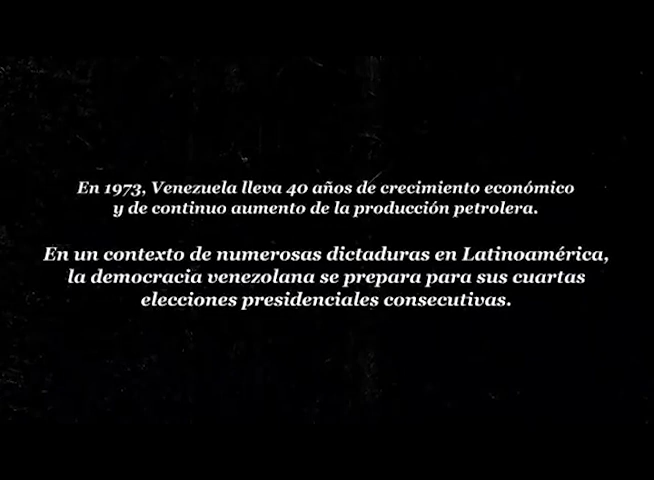 En 1973, Venezuela lleva 40 años de crecimiento económico
y de continuo aumento de la producción petrolera.
En un contexto de numerosas dictaduras en Latinoamérica,
la democracia venezolana se prepara para sus cuartas
elecciones presidenciales consecutivas.